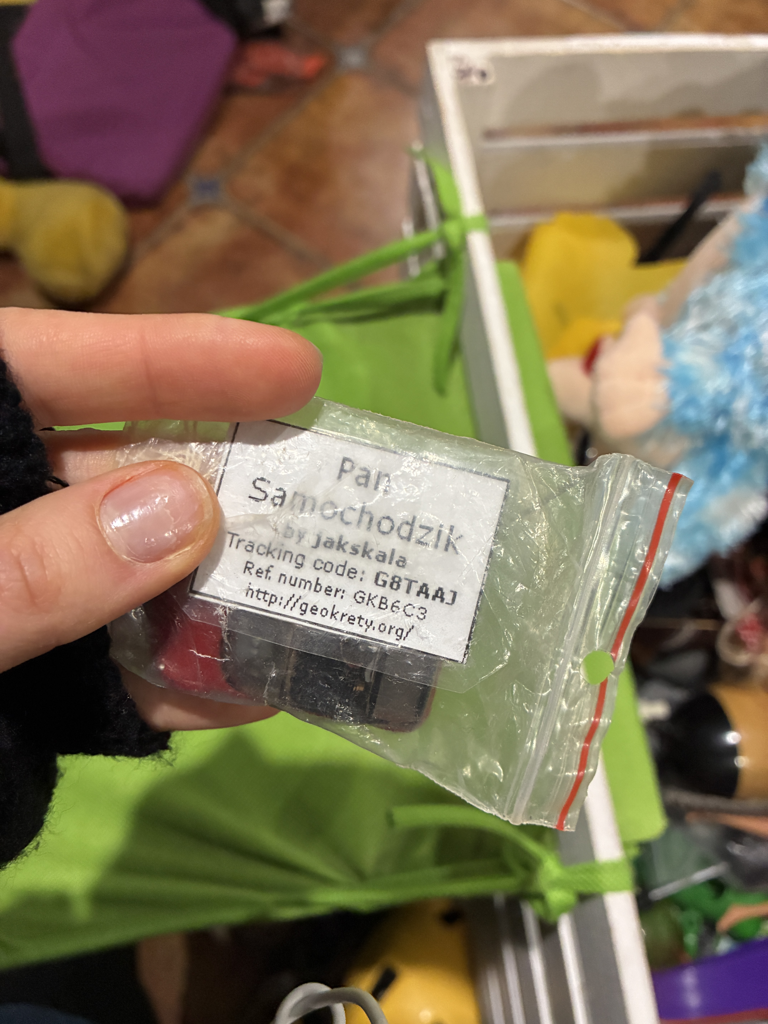 Pan
Samochodzik
by jakskala
Tracking code: G8TAAJ
Ref. number: GKB6C3
http://geokrety.org/